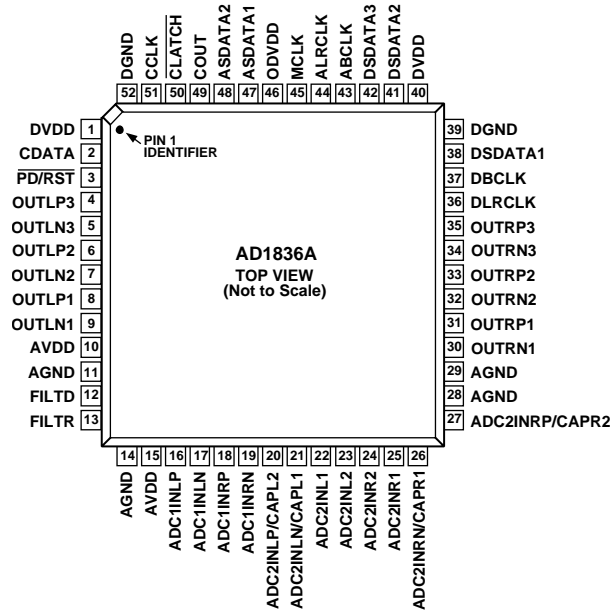 DGND
CCLK
CLATCH
COUT
ASDATA2
ASDATA1
ODVDD
MCLK
ALRCLK
ABCLK
DSDATA3
DSDATA2
DVDD
52 51 50 49 48 47 46 45 44 43 42 41 40
DVDD 1
CDATA 2
PD/RST 3
OUTLP3 4
OUTLN3 5
OUTLP2 6
OUTLN2 7
OUTLP1 8
OUTLN1 9
AVDD 10
AGND 11
FILTD 12
FILTR 13
PIN 1
IDENTIFIER
AD1836A
TOP VIEW
(Not to Scale)
39 DGND
38 DSDATA1
37 DBCLK
36 DLRCLK
35 OUTRP3
34 OUTRN3
33 OUTRP2
32 OUTRN2
31 OUTRP1
30 OUTRN1
29 AGND
28 AGND
27 ADC2INRP/CAPR2
14 15 16 17 18 19 20 21 22 23 24 25 26
AGND
AVDD
ADC1INLP
ADC1INLN
ADC1INRP
ADC1INRN
ADC2INLP/CAPL2
ADC2INLN/CAPL1
ADC2INL1
ADC2INL2
ADC2INR2
ADC2INR1
ADC2INRN/CAPR1